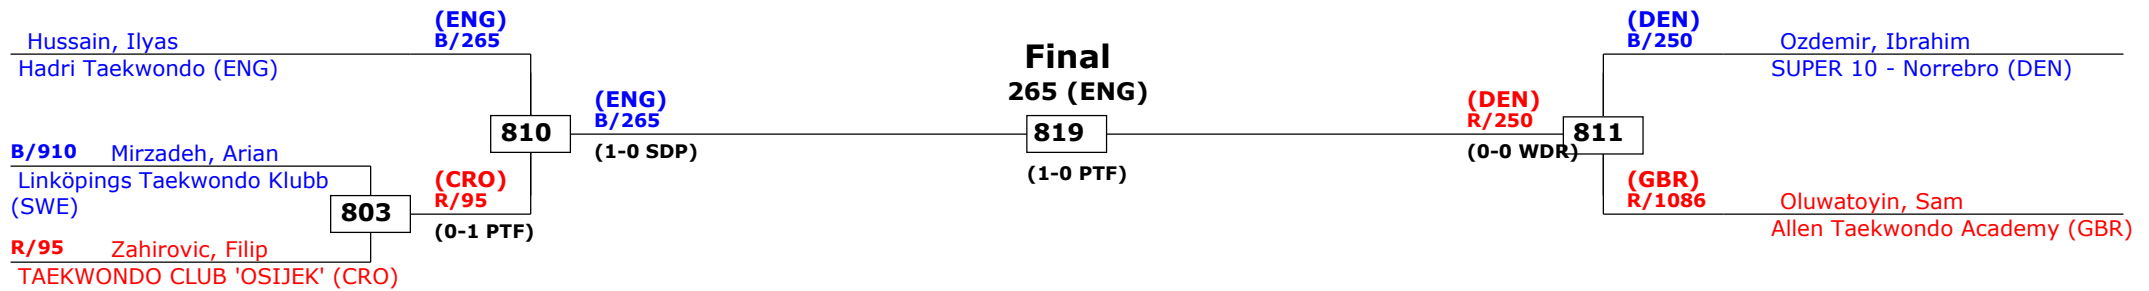 Hussain, Ilyas
Hadri Taekwondo (ENG)
(ENG)
B/265
B/910 Mirzadeh, Arian
Linköpings Taekwondo Klubb
(SWE)
803
R/95 Zahirovic, Filip
TAEKWONDO CLUB 'OSIJEK' (CRO)
(CRO)
R/95
(0-1 PTF)
810
(ENG)
B/265
(1-0 SDP)
Final
265 (ENG)
819
(1-0 PTF)
(DEN)
R/250
(0-0 WDR)
811
(DEN)
B/250
Ozdemir, Ibrahim
SUPER 10 - Norrebro (DEN)
(GBR)
R/1086
Oluwatoyin, Sam
Allen Taekwondo Academy (GBR)